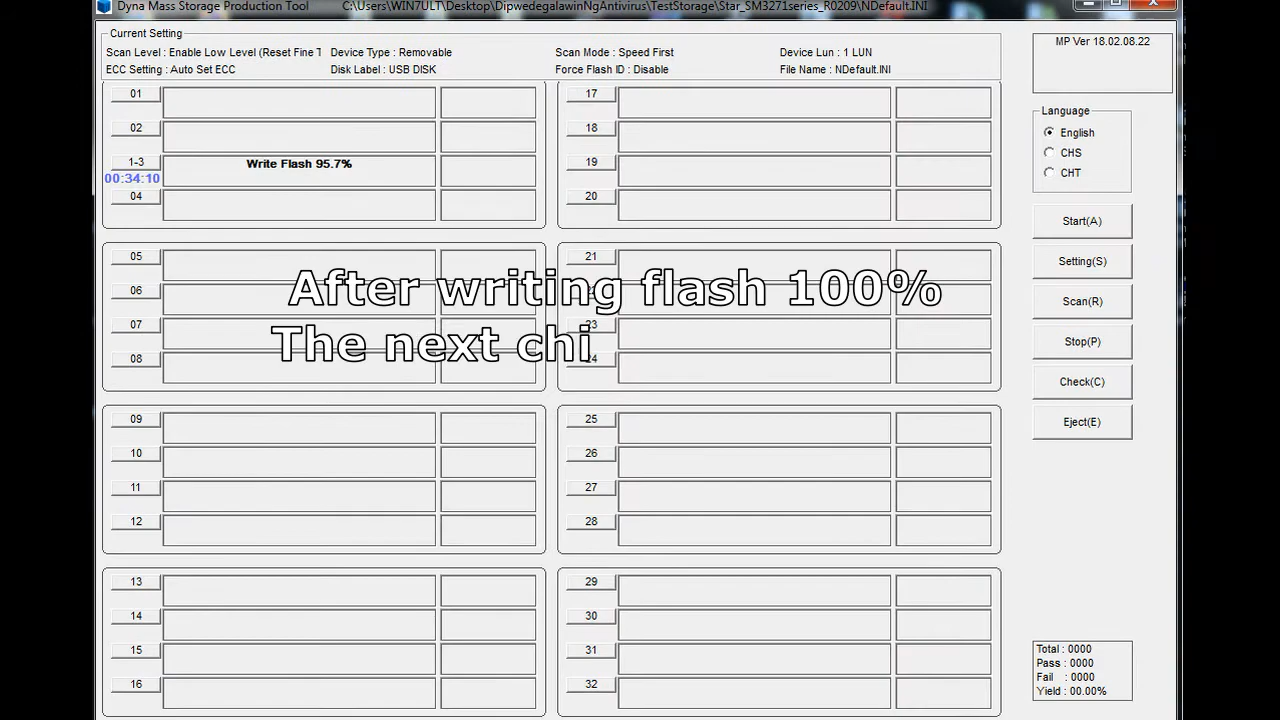 Dyna Mass Storage Production Tool C:\Users\WIN7ULT\Desktop\DipwedegalawinNgAntivirus\TestStorage\Star_SM3271series_R0209\NDefault.INI
Current Setting
Scan Level : Enable Low Level (Reset Fine T Device Type : Removable Scan Mode : Speed First Device Lun : 1 LUN
ECC Setting : Auto Set ECC Disk Label : USB DISK Force Flash ID : Disable File Name : NDefault.INI
01
02
1-3 Write Flash 95.7%
00:34:10
04
05
06
07
08
09
10
11
12
13
14
15
16
17
18
19
20
21
23
24
25
26
27
28
29
30
31
32
After writing flash 100%
The next chi
MP Ver 18.02.08.22
Language
English
CHS
CHT
Start(A)
Setting(S)
Scan(R)
Stop(P)
Check(C)
Eject(E)
Total : 0000
Pass : 0000
Fail : 0000
Yield : 00.00%